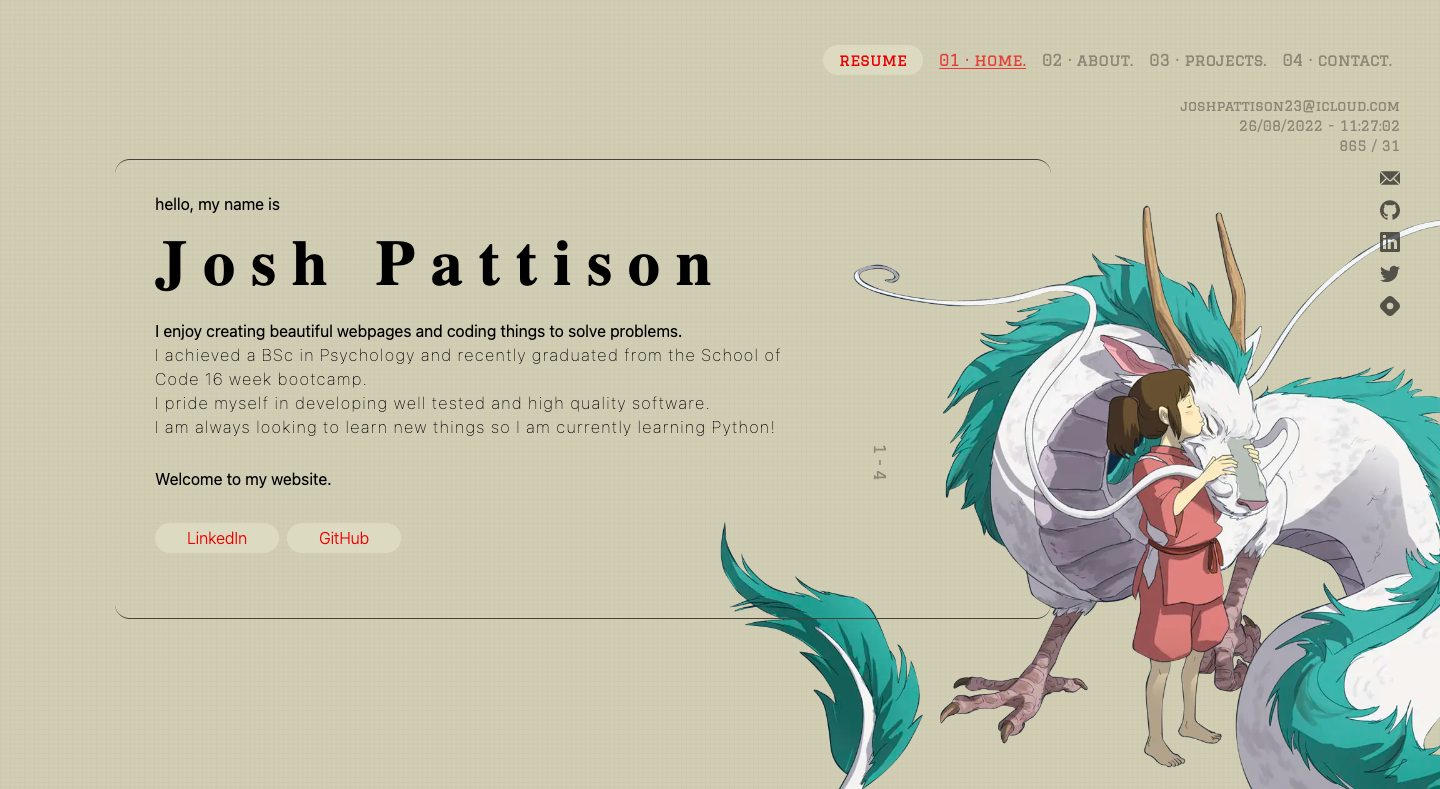 RESUME 01 · HOME. 02 · ABOUT. 03 · PROJECTS. 04 · CONTACT.
JOSHPATTISON23@ICLOUD.COM
26/08/2022 - 11:27:02
865 / 31
hello, my name is
Josh Pattison
I enjoy creating beautiful webpages and coding things to solve problems.
I achieved a BSc in Psychology and recently graduated from the School of
Code 16 week bootcamp.
I pride myself in developing well tested and high quality software.
I am always looking to learn new things so I am currently learning Python!
1 - 4
Welcome to my website.
LinkedIn GitHub